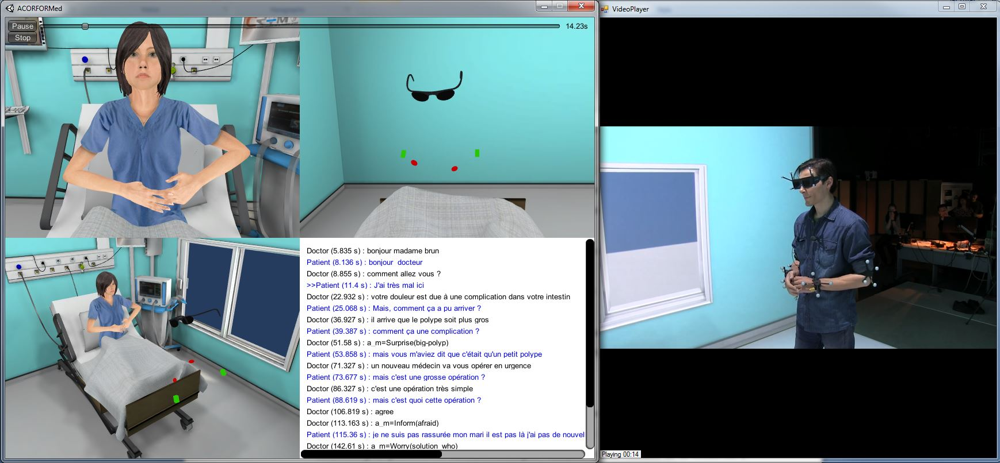 ACORFORMed
Pause
Stop
14.23s
Doctor (5.835 s) : bonjour madame brun
Patient (8.136 s) : bonjour  docteur
Doctor (8.855 s) : comment allez vous ?
>>Patient (11.4 s) : J'ai très mal ici
Doctor (22.932 s) : votre douleur est due à une complication dans votre intestin
Patient (25.068 s) : Mais, comment ça a pu arriver ?
Doctor (36.927 s) : il arrive que le polype soit plus gros
Patient (39.387 s) : comment ça une complication ?
Doctor (51.58 s) : a_m=Surprise(big-polyp)
Patient (53.858 s) : mais vous m'aviez dit que c'était qu'un petit polype
Doctor (71.327 s) : un nouveau médecin va vous opérer en urgence
Patient (73.677 s) : mais c'est une grosse opération ?
Doctor (86.327 s) : c'est une opération très simple
Patient (88.619 s) : mais c'est quoi cette opération ?
Doctor (106.819 s) : agree
Doctor (113.163 s) : a_m=Inform(afraid)
Patient (115.36 s) : je ne suis pas rassurée mon mari il est pas là j'ai pas de nouvel
Doctor (142.61 s) : a_m=Worry(solution_who)
VideoPlayer
Playing 00:14